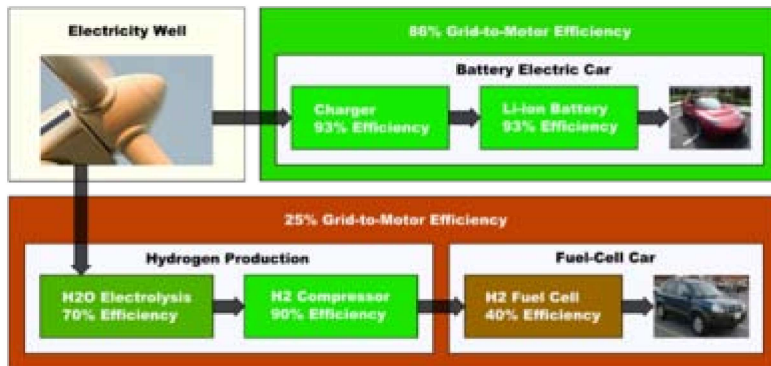 Electricity Well
86% Grid-to-Motor Efficiency
Battery Electric Car
Charger
93% Efficiency
Li-ion Battery
93% Efficiency
25% Grid-to-Motor Efficiency
Hydrogen Production
Fuel-Cell Car
H2O Electrolysis
70% Efficiency
H2 Compressor
90% Efficiency
H2 Fuel Cell
40% Efficiency